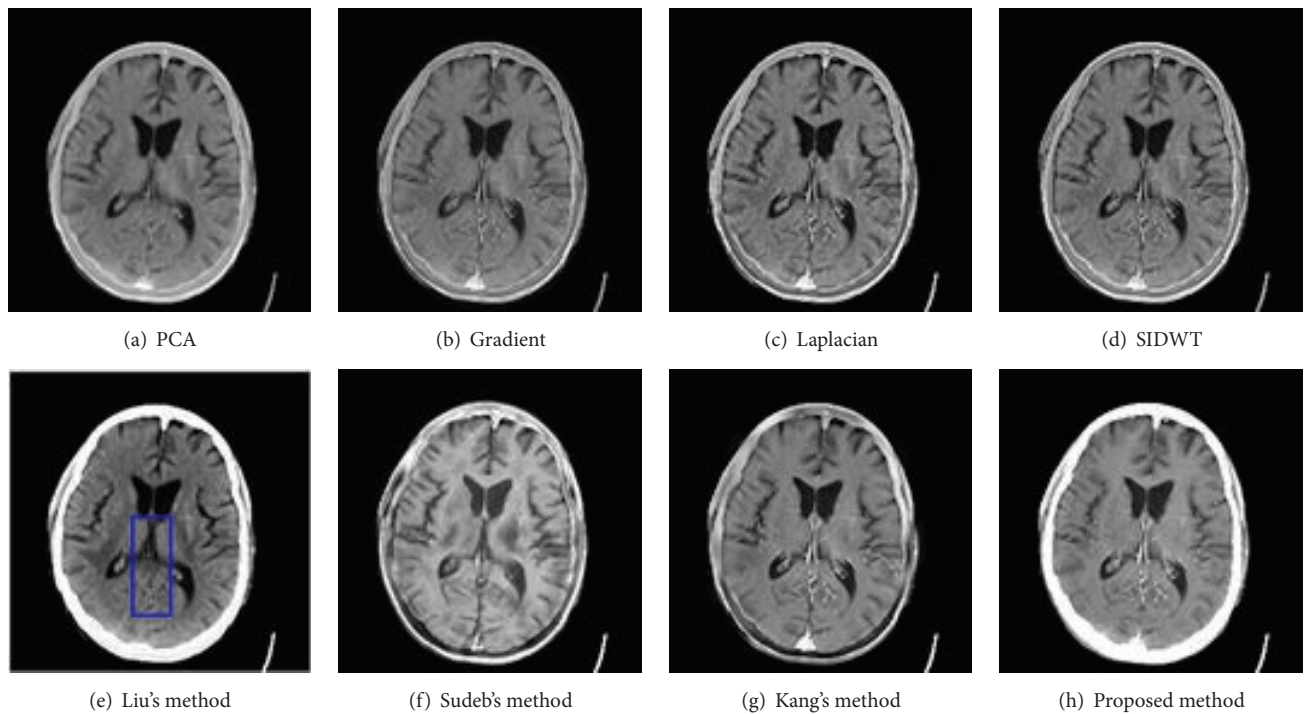 (a) PCA
(b) Gradient
(c) Laplacian
(d) SIDWT
(e) Liu's method
(f) Sudeb's method
(g) Kang's method
(h) Proposed method